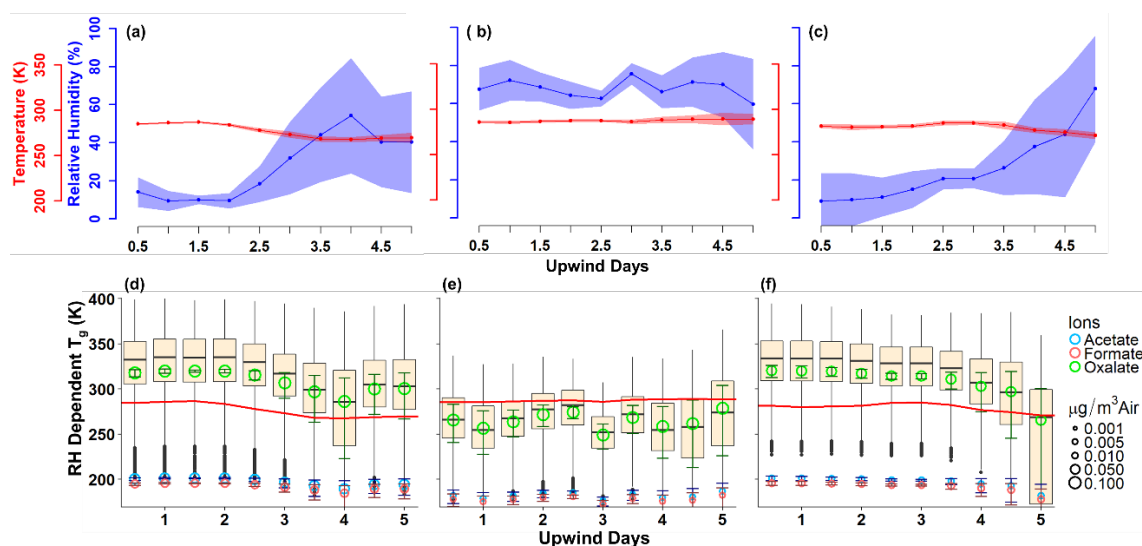 (a)
( b)
(c)
Temperature (K)
200
250
300
350
Relative Humidity (%)
0
20
40
60
80
100
0.5 1.5 2.5 3.5 4.5
0.5 1.5 2.5 3.5 4.5
0.5 1.5 2.5 3.5 4.5
Upwind Days
(d)
(e)
(f)
RH Dependent Tg (K)
400
350
300
250
200
1 2 3 4 5
1 2 3 4 5
1 2 3 4 5
Upwind Days
Ions
Acetate
Formate
Oxalate
μg/m³Air
0.001
0.005
0.010
0.050
0.100